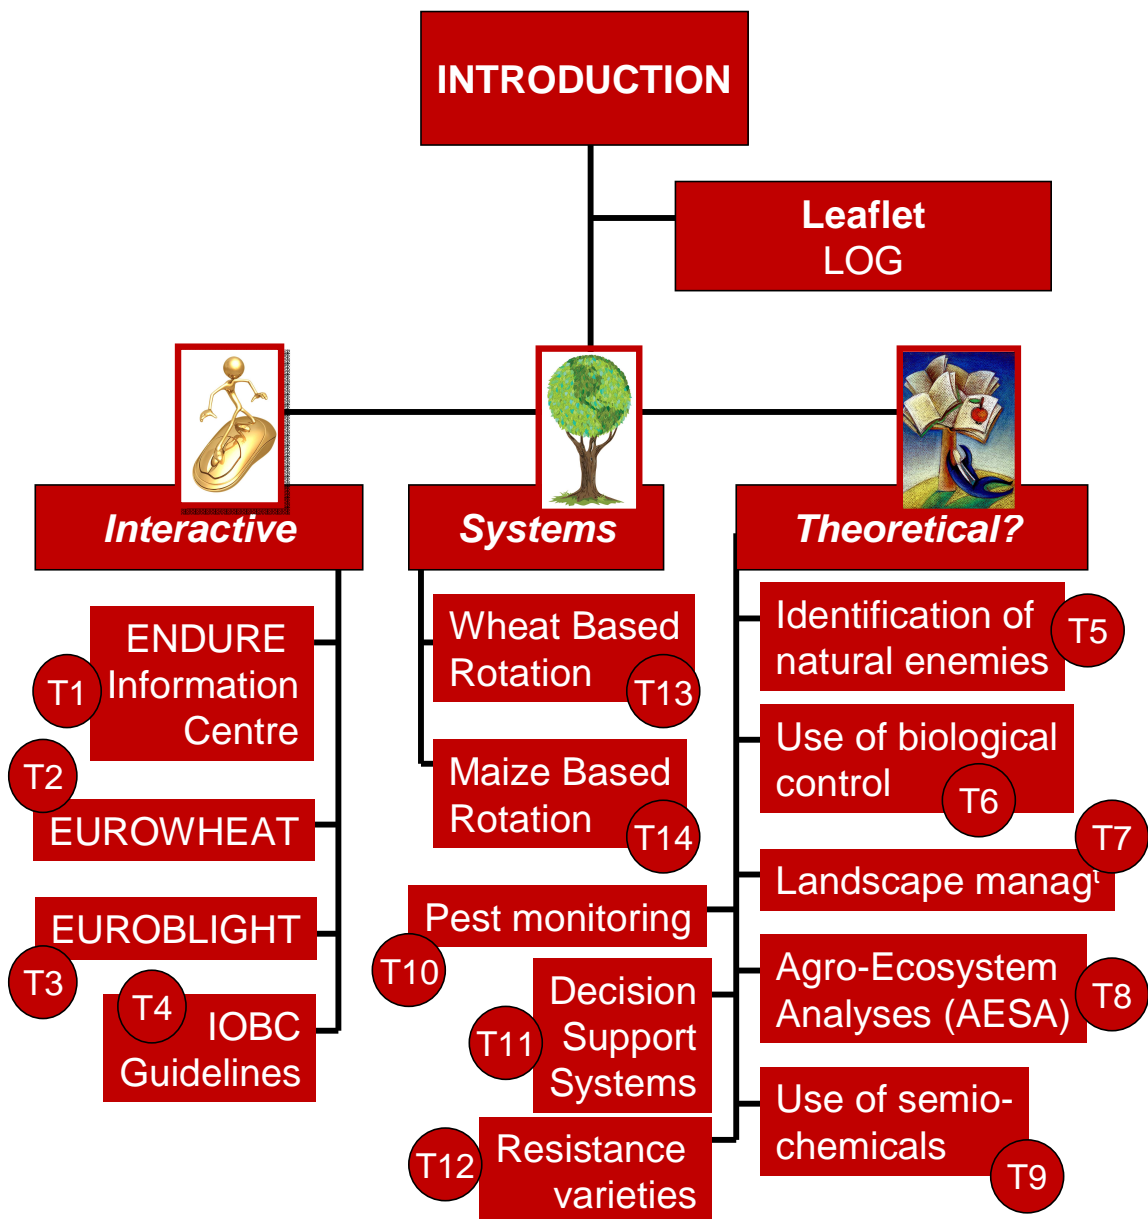 INTRODUCTION
Leaflet
LOG
Interactive
Systems
Theoretical?
ENDURE
Information
Centre
T1
T2
EUROWHEAT
EUROBLIGHT
T3
T4
IOBC
Guidelines
Wheat Based
Rotation
T13
Maize Based
Rotation
T14
Identification of
natural enemies
T5
Use of biological
control
T6
T7
Landscape managᵗ
Agro-Ecosystem
Analyses (AESA)
T8
Use of semio-
chemicals
T9
Pest monitoring
T10
Decision
Support
Systems
T11
Resistance
varieties
T12